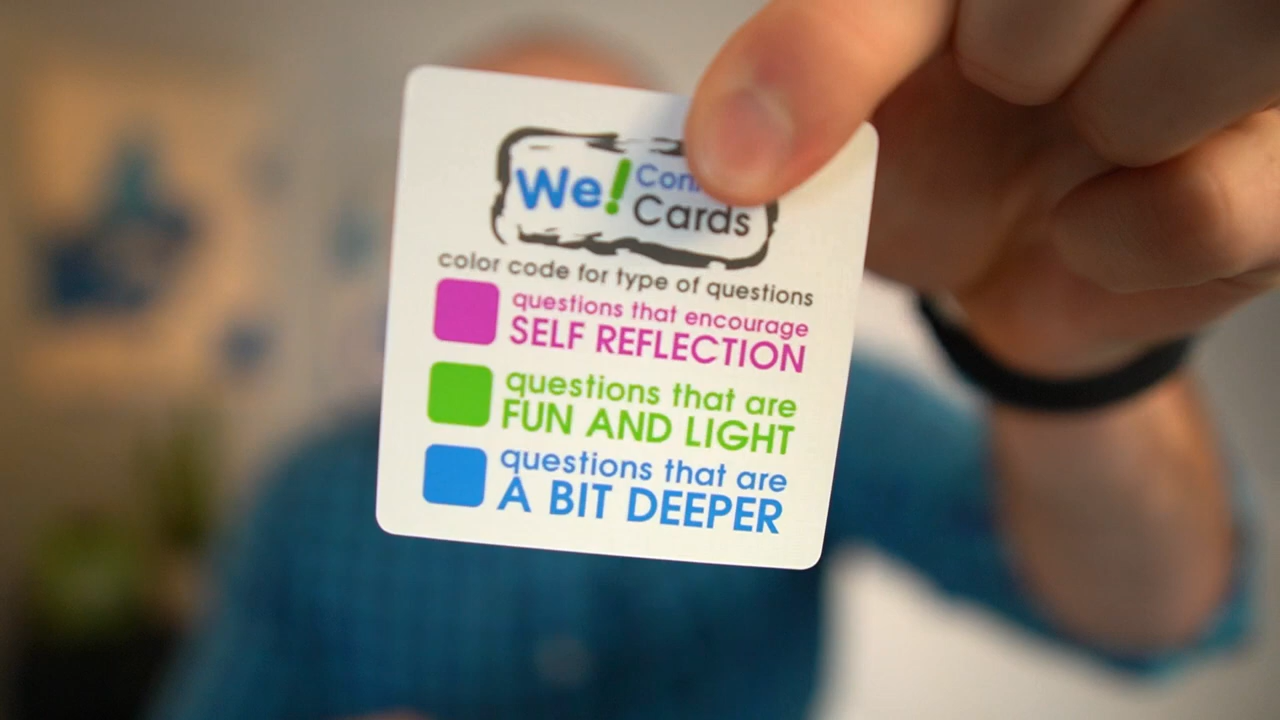 We! Con
Cards
color code for type of questions
questions that encourage
SELF REFLECTION
questions that are
FUN AND LIGHT
questions that are
A BIT DEEPER